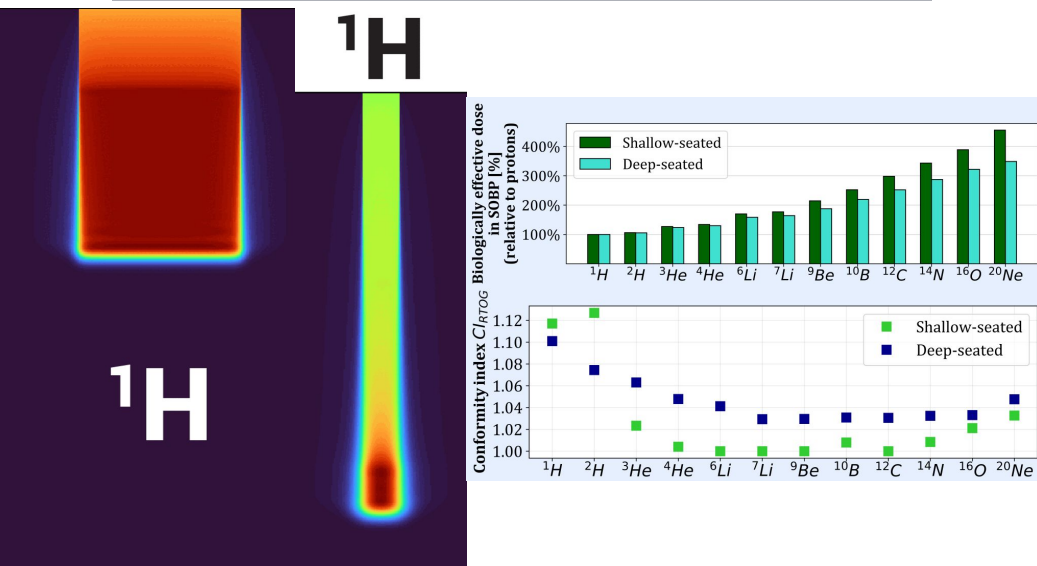 ¹H
¹H
Biologically effective dose
in SOBP [%]
(relative to protons)
400%
300%
200%
100%
Shallow-seated
Deep-seated
¹H ²H ³He ⁴He ⁶Li ⁷Li ⁹Be ¹⁰B ¹²C ¹⁴N ¹⁶O ²⁰Ne
Conformity index CI_RTOG
1.12
1.10
1.08
1.06
1.04
1.02
1.00
Shallow-seated
Deep-seated
¹H ²H ³He ⁴He ⁶Li ⁷Li ⁹Be ¹⁰B ¹²C ¹⁴N ¹⁶O ²⁰Ne